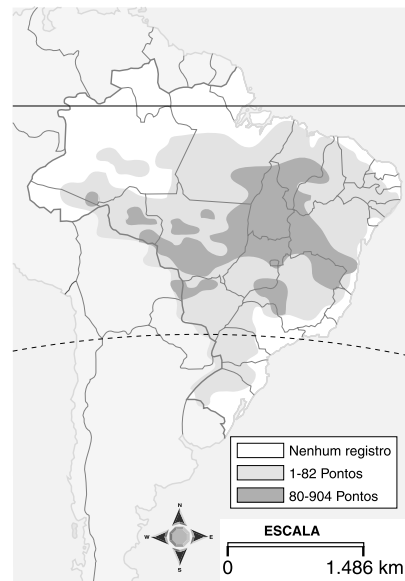 Nenhum registro
1-82 Pontos
80-904 Pontos
N
W E
S
ESCALA
0 1.486 km